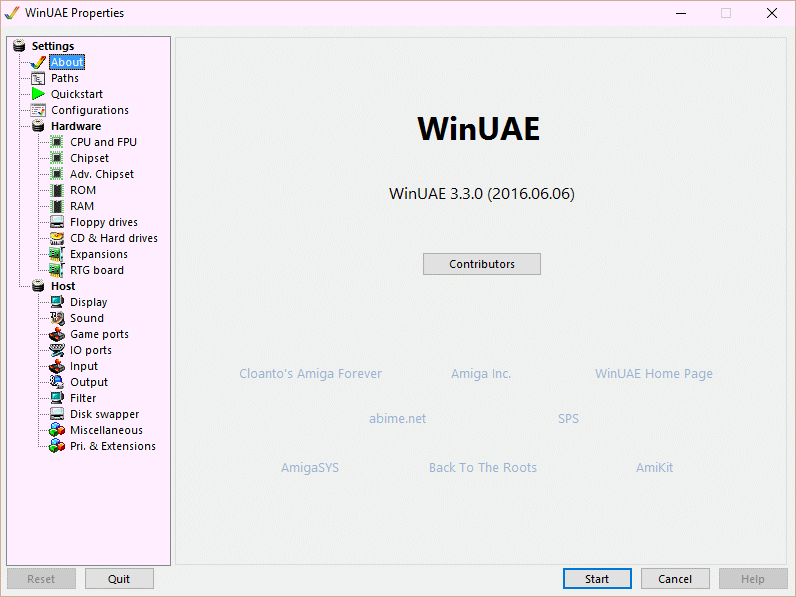 WinUAE Properties
Settings
About
Paths
Quickstart
Configurations
Hardware
CPU and FPU
Chipset
Adv. Chipset
ROM
RAM
Floppy drives
CD & Hard drives
Expansions
RTG board
Host
Display
Sound
Game ports
IO ports
Input
Output
Filter
Disk swapper
Miscellaneous
Pri. & Extensions
WinUAE
WinUAE 3.3.0 (2016.06.06)
Contributors
Cloanto's Amiga Forever Amiga Inc. WinUAE Home Page
abime.net SPS
AmigaSYS Back To The Roots AmiKit
Reset Quit Start Cancel Help